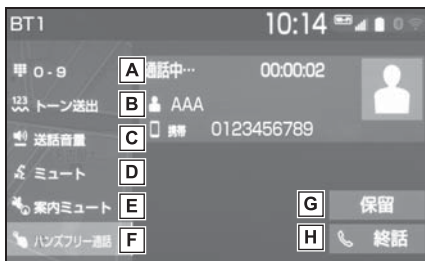 BT1 10:14
0-9 A 通話中… 00:00:02
123 トーン送出 B AAA
送話音量 C 携帯 0123456789
ミュート D
案内ミュート E G 保留
ハンズフリー通話 F H 終話